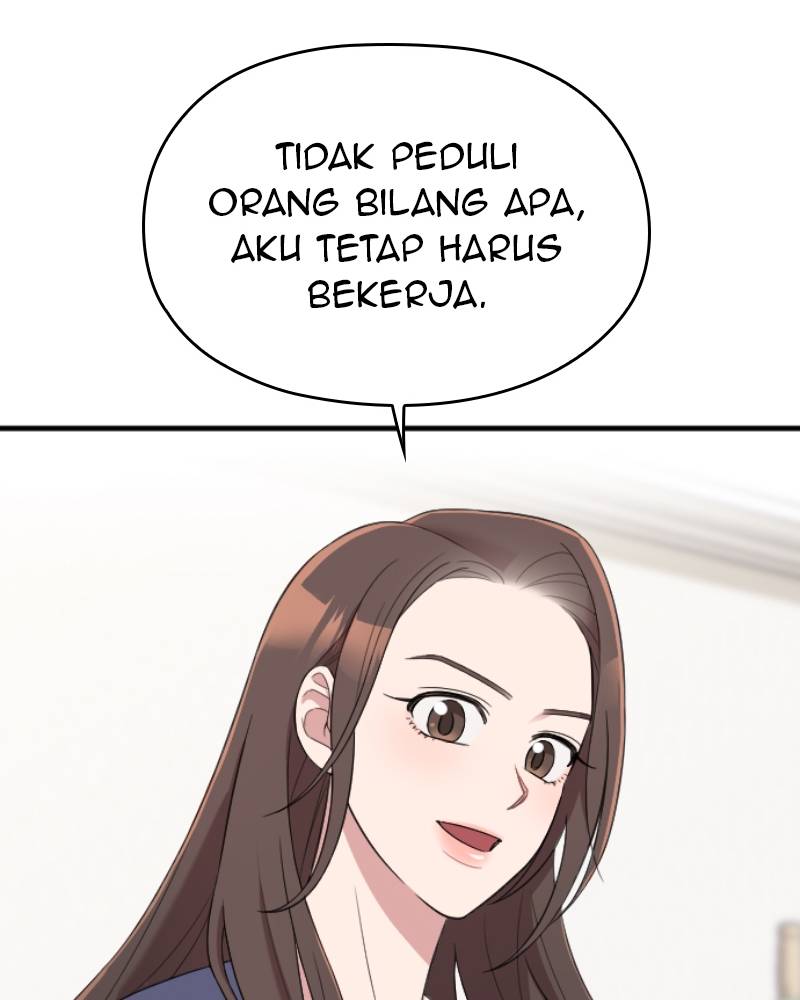 TIDAK PEDULI
ORANG BILANG APA,
AKU TETAP HARUS
BEKERJA.